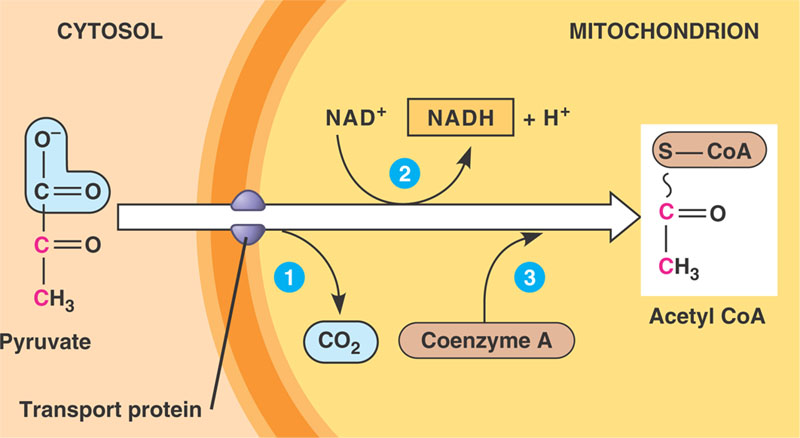 CYTOSOL
MITOCHONDRION
NAD⁺ NADH + H⁺
O⁻
C=O
C=O
CH₃
Pyruvate
2
1
3
CO₂
Coenzyme A
S—CoA
C=O
CH₃
Acetyl CoA
Transport protein